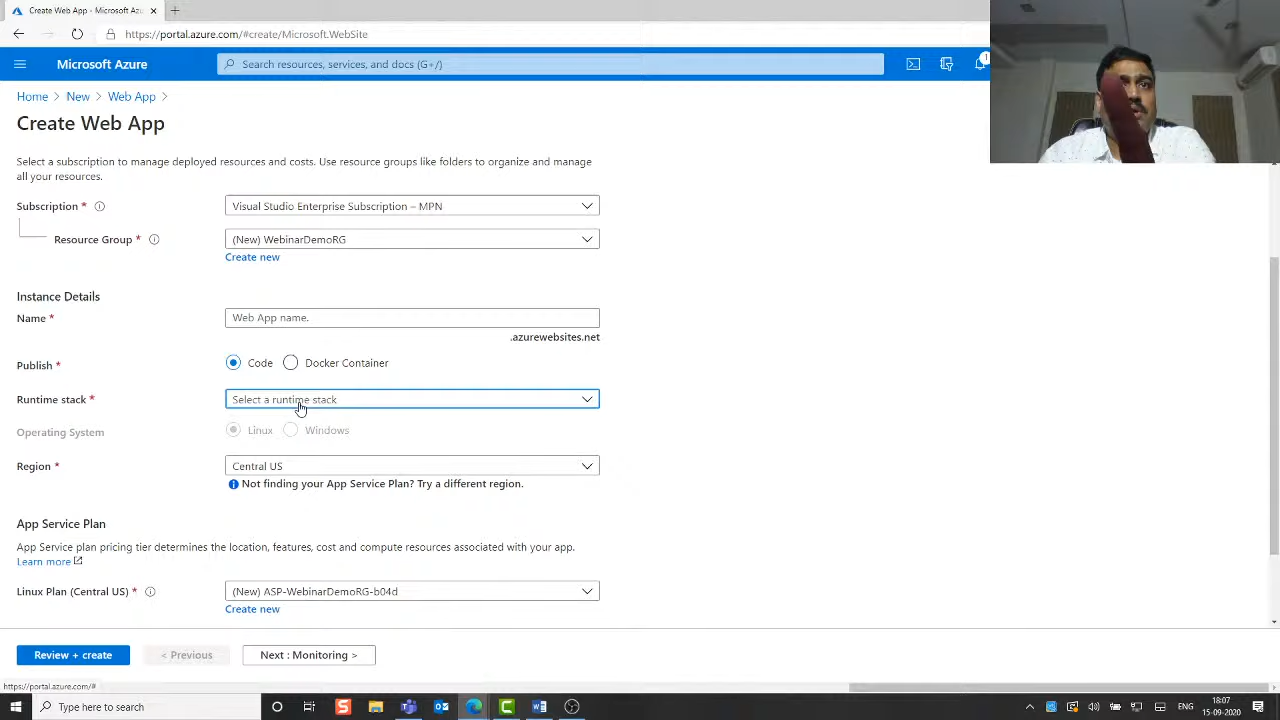 Create Web App - Microsoft Azu
https://portal.azure.com/#create/Microsoft.WebSite
Microsoft Azure
Search resources, services, and docs (G+/)
1
Home > New > Web App >
Create Web App
Select a subscription to manage deployed resources and costs. Use resource groups like folders to organize and manage
all your resources.
Subscription *
Visual Studio Enterprise Subscription – MPN
Resource Group *
(New) WebinarDemoRG
Create new
Instance Details
Name *
Web App name.
.azurewebsites.net
Publish *
Code
Docker Container
Runtime stack *
Select a runtime stack
Operating System
Linux
Windows
Region *
Central US
Not finding your App Service Plan? Try a different region.
App Service Plan
App Service plan pricing tier determines the location, features, cost and compute resources associated with your app.
Learn more
Linux Plan (Central US) *
(New) ASP-WebinarDemoRG-b04d
Create new
Review + create
< Previous
Next : Monitoring >
https://portal.azure.com/#
Type here to search
ENG
18:07
15-09-2020